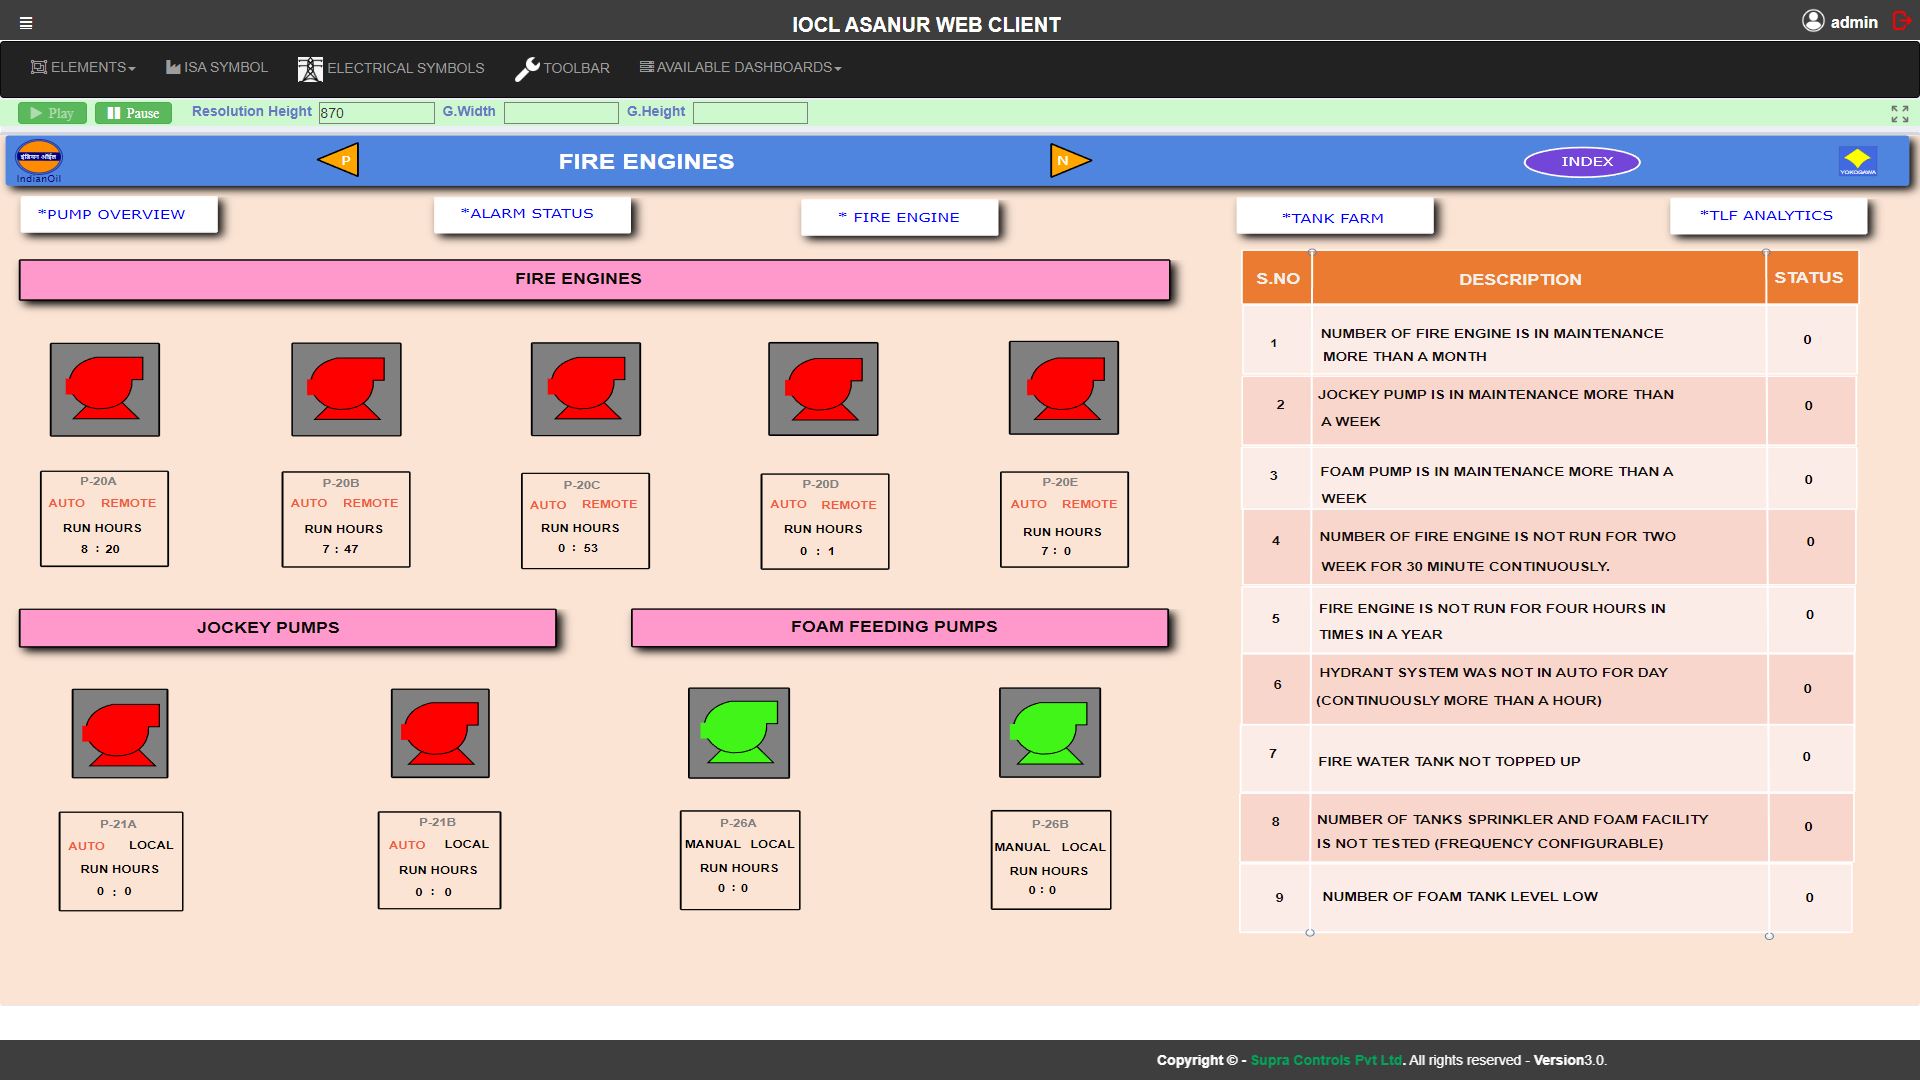 IOCL ASANUR WEB CLIENT
admin
ELEMENTS
ISA SYMBOL
ELECTRICAL SYMBOLS
TOOLBAR
AVAILABLE DASHBOARDS
Play
Pause
Resolution Height 870
G.Width
G.Height
इंडियन ऑयल
IndianOil
P
FIRE ENGINES
N
INDEX
YOKOGAWA
*PUMP OVERVIEW
*ALARM STATUS
* FIRE ENGINE
*TANK FARM
*TLF ANALYTICS
FIRE ENGINES
P-20A
AUTO REMOTE
RUN HOURS
8 : 20
P-20B
AUTO REMOTE
RUN HOURS
7 : 47
P-20C
AUTO REMOTE
RUN HOURS
0 : 53
P-20D
AUTO REMOTE
RUN HOURS
0 : 1
P-20E
AUTO REMOTE
RUN HOURS
7 : 0
JOCKEY PUMPS
FOAM FEEDING PUMPS
P-21A
AUTO LOCAL
RUN HOURS
0 : 0
P-21B
AUTO LOCAL
RUN HOURS
0 : 0
P-26A
MANUAL LOCAL
RUN HOURS
0 : 0
P-26B
MANUAL LOCAL
RUN HOURS
0 : 0
S.NO DESCRIPTION STATUS
1 NUMBER OF FIRE ENGINE IS IN MAINTENANCE
MORE THAN A MONTH 0
2 JOCKEY PUMP IS IN MAINTENANCE MORE THAN
A WEEK 0
3 FOAM PUMP IS IN MAINTENANCE MORE THAN A
WEEK 0
4 NUMBER OF FIRE ENGINE IS NOT RUN FOR TWO
WEEK FOR 30 MINUTE CONTINUOUSLY. 0
5 FIRE ENGINE IS NOT RUN FOR FOUR HOURS IN
TIMES IN A YEAR 0
6 HYDRANT SYSTEM WAS NOT IN AUTO FOR DAY
(CONTINUOUSLY MORE THAN A HOUR) 0
7 FIRE WATER TANK NOT TOPPED UP 0
8 NUMBER OF TANKS SPRINKLER AND FOAM FACILITY
IS NOT TESTED (FREQUENCY CONFIGURABLE) 0
9 NUMBER OF FOAM TANK LEVEL LOW 0
Copyright © - Supra Controls Pvt Ltd. All rights reserved - Version3.0.